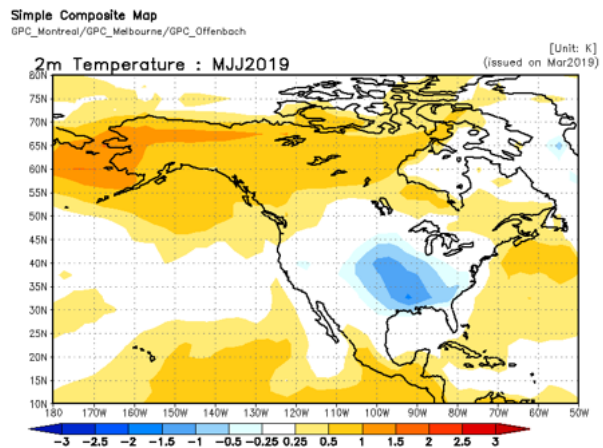 Simple Composite Map
GPC_Montreal/GPC_Melbourne/GPC_Offenbach
[Unit: K]
2m Temperature : MJJ2019
(issued on Mar2019)
80N
75N
70N
65N
60N
55N
50N
45N
40N
35N
30N
25N
20N
15N
10N
180 170W 160W 150W 140W 130W 120W 110W 100W 90W 80W 70W 60W 50W
-3 -2.5 -2 -1.5 -1 -0.5 -0.25 0.25 0.5 1 1.5 2 2.5 3